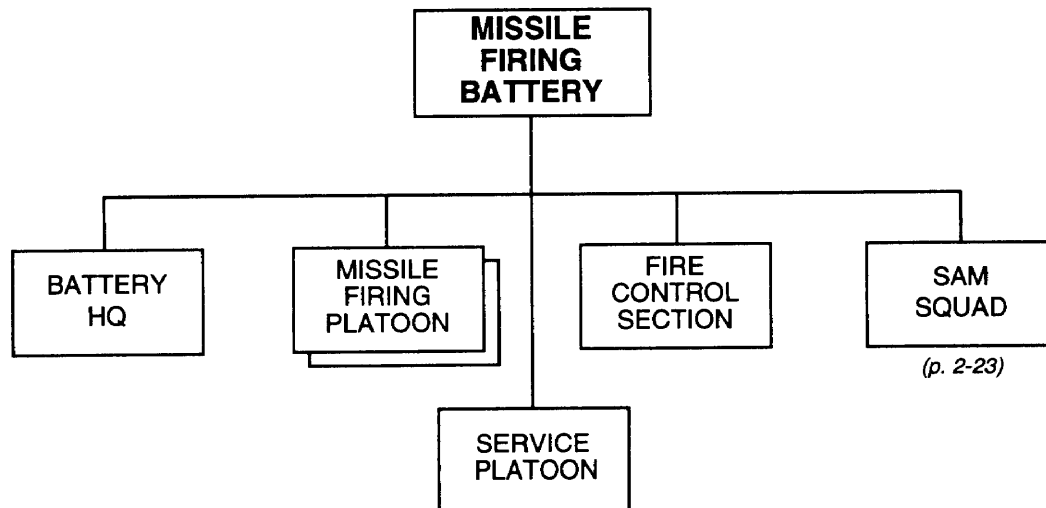 MISSILE
FIRING
BATTERY
BATTERY
HQ
MISSILE
FIRING
PLATOON
FIRE
CONTROL
SECTION
SAM
SQUAD
(p. 2-23)
SERVICE
PLATOON